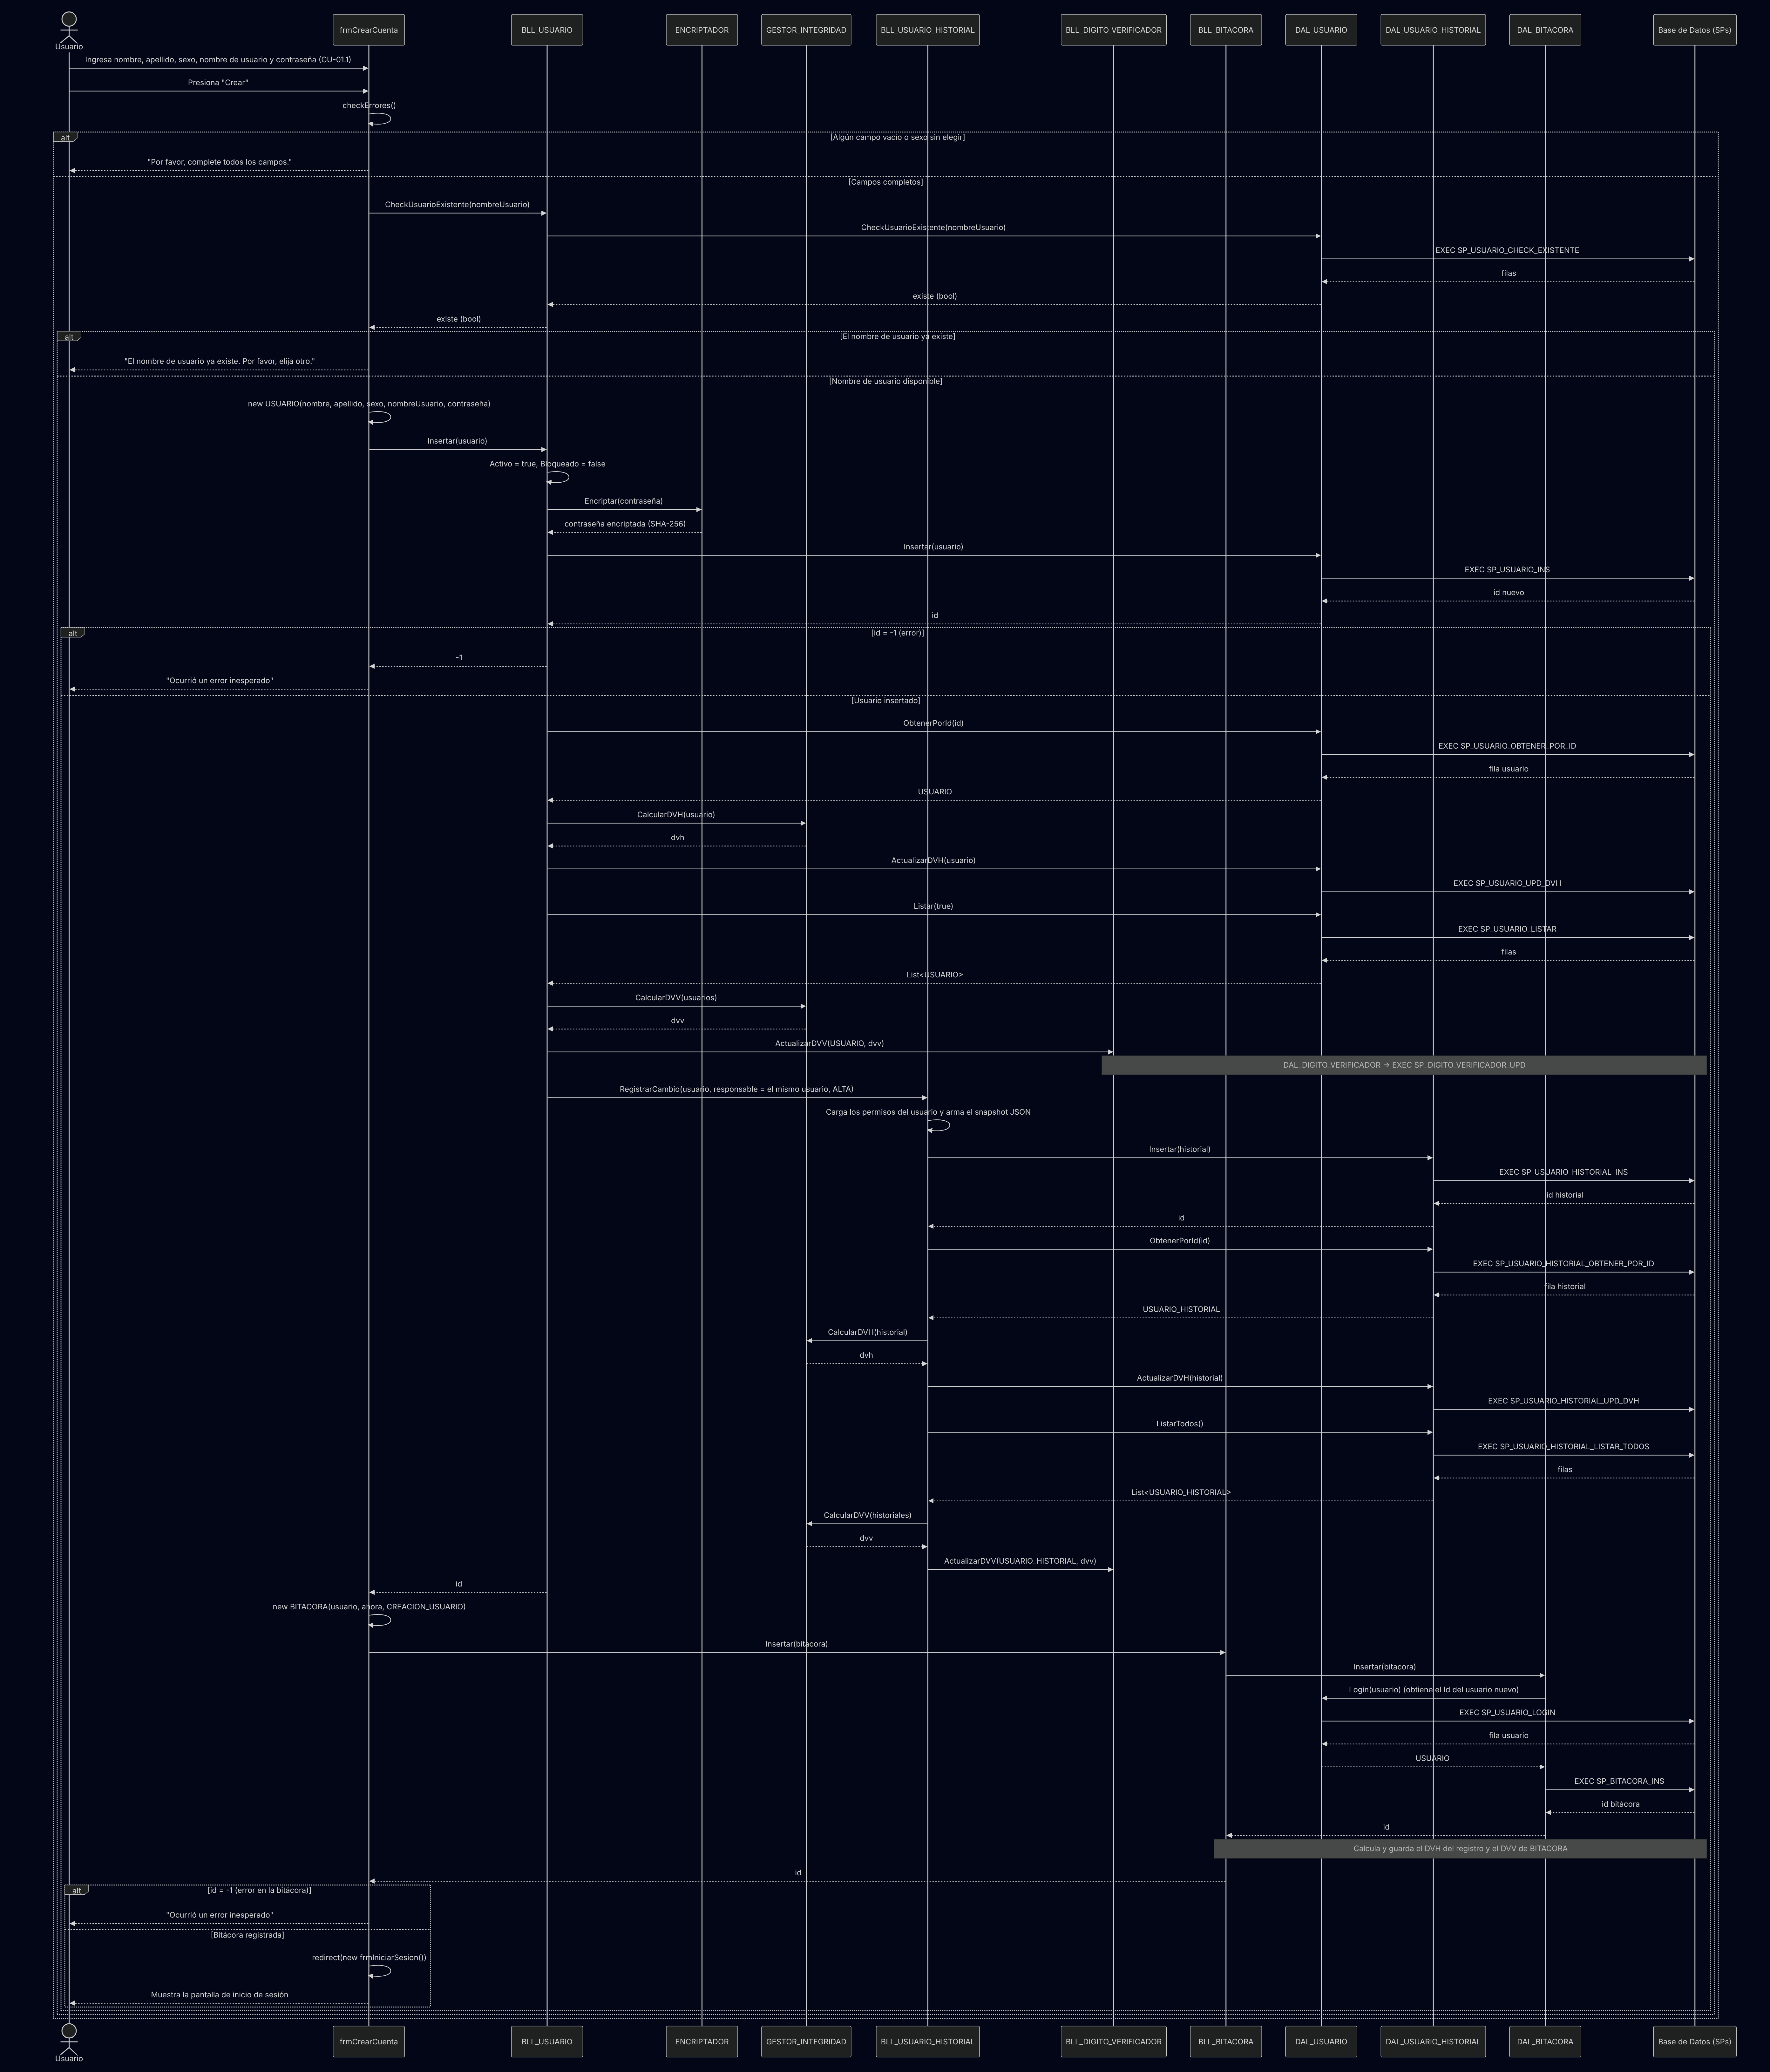 Usuario
frmCrearCuenta
BLL_USUARIO
ENCRIPTADOR
GESTOR_INTEGRIDAD
BLL_USUARIO_HISTORIAL
BLL_DIGITO_VERIFICADOR
BLL_BITACORA
DAL_USUARIO
DAL_USUARIO_HISTORIAL
DAL_BITACORA
Base de Datos (SPs)
Ingresa nombre, apellido, sexo, nombre de usuario y contraseña (CU-01.1)
Presiona "Crear"
checkErrores()
alt
[Algún campo vacío o sexo sin elegir]
"Por favor, complete todos los campos."
[Campos completos]
CheckUsuarioExistente(nombreUsuario)
CheckUsuarioExistente(nombreUsuario)
EXEC SP_USUARIO_CHECK_EXISTENTE
filas
existe (bool)
existe (bool)
alt
[El nombre de usuario ya existe]
"El nombre de usuario ya existe. Por favor, elija otro."
[Nombre de usuario disponible]
new USUARIO(nombre, apellido, sexo, nombreUsuario, contraseña)
Insertar(usuario)
Activo = true, Bloqueado = false
Encriptar(contraseña)
contraseña encriptada (SHA-256)
Insertar(usuario)
EXEC SP_USUARIO_INS
id nuevo
id
alt
[id = -1 (error)]
-1
"Ocurrió un error inesperado"
[Usuario insertado]
ObtenerPorId(id)
EXEC SP_USUARIO_OBTENER_POR_ID
fila usuario
USUARIO
CalcularDVH(usuario)
dvh
ActualizarDVH(usuario)
EXEC SP_USUARIO_UPD_DVH
Listar(true)
EXEC SP_USUARIO_LISTAR
filas
List<USUARIO>
CalcularDVV(usuarios)
dvv
ActualizarDVV(USUARIO, dvv)
DAL_DIGITO_VERIFICADOR → EXEC SP_DIGITO_VERIFICADOR_UPD
RegistrarCambio(usuario, responsable = el mismo usuario, ALTA)
Carga los permisos del usuario y arma el snapshot JSON
Insertar(historial)
EXEC SP_USUARIO_HISTORIAL_INS
id historial
id
ObtenerPorId(id)
EXEC SP_USUARIO_HISTORIAL_OBTENER_POR_ID
fila historial
USUARIO_HISTORIAL
CalcularDVH(historial)
dvh
ActualizarDVH(historial)
EXEC SP_USUARIO_HISTORIAL_UPD_DVH
ListarTodos()
EXEC SP_USUARIO_HISTORIAL_LISTAR_TODOS
filas
List<USUARIO_HISTORIAL>
CalcularDVV(historiales)
dvv
ActualizarDVV(USUARIO_HISTORIAL, dvv)
id
new BITACORA(usuario, ahora, CREACION_USUARIO)
Insertar(bitacora)
Insertar(bitacora)
Login(usuario) (obtiene el Id del usuario nuevo)
EXEC SP_USUARIO_LOGIN
fila usuario
USUARIO
EXEC SP_BITACORA_INS
id bitácora
id
Calcula y guarda el DVH del registro y el DVV de BITACORA
id
alt
[id = -1 (error en la bitácora)]
"Ocurrió un error inesperado"
[Bitácora registrada]
redirect(new frmIniciarSesion())
Muestra la pantalla de inicio de sesión
Usuario
frmCrearCuenta
BLL_USUARIO
ENCRIPTADOR
GESTOR_INTEGRIDAD
BLL_USUARIO_HISTORIAL
BLL_DIGITO_VERIFICADOR
BLL_BITACORA
DAL_USUARIO
DAL_USUARIO_HISTORIAL
DAL_BITACORA
Base de Datos (SPs)